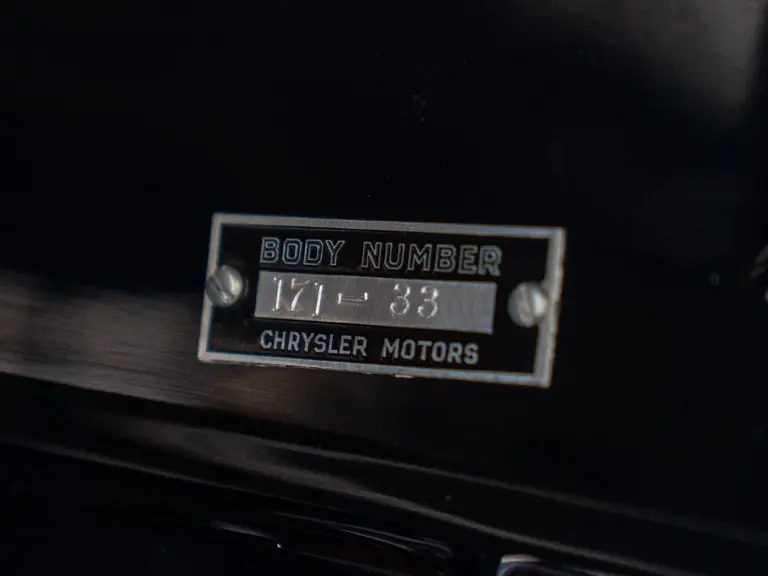 BODY NUMBER
171-33
CHRYSLER MOTORS